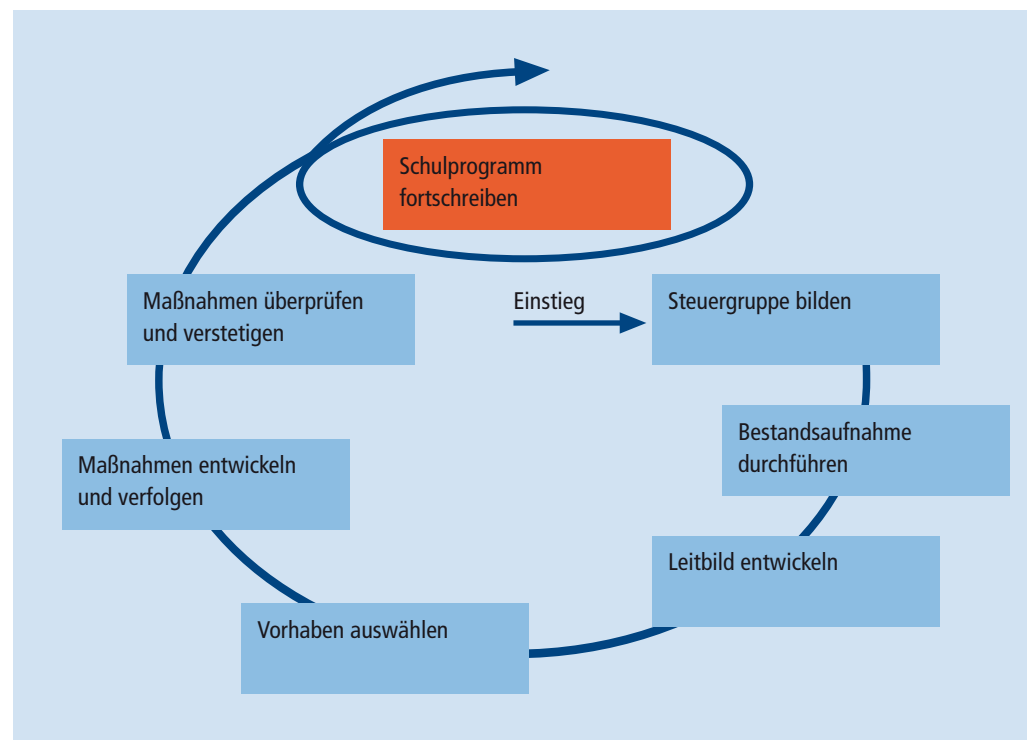 Schulprogramm
fortschreiben
Maßnahmen überprüfen
und verstetigen
Einstieg
Steuergruppe bilden
Bestandsaufnahme
durchführen
Maßnahmen entwickeln
und verfolgen
Leitbild entwickeln
Vorhaben auswählen